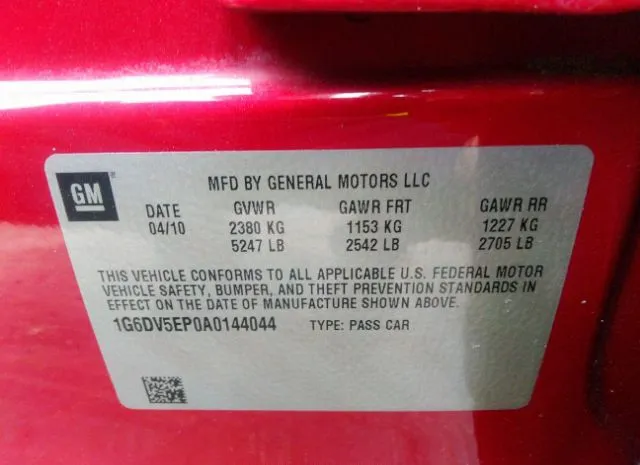 GM
MFD BY GENERAL MOTORS LLC
DATE GVWR GAWR FRT GAWR RR
04/10 2380 KG 1153 KG 1227 KG
5247 LB 2542 LB 2705 LB
THIS VEHICLE CONFORMS TO ALL APPLICABLE U.S. FEDERAL MOTOR
VEHICLE SAFETY, BUMPER, AND THEFT PREVENTION STANDARDS IN
EFFECT ON THE DATE OF MANUFACTURE SHOWN ABOVE.
1G6DV5EP0A0144044 TYPE: PASS CAR